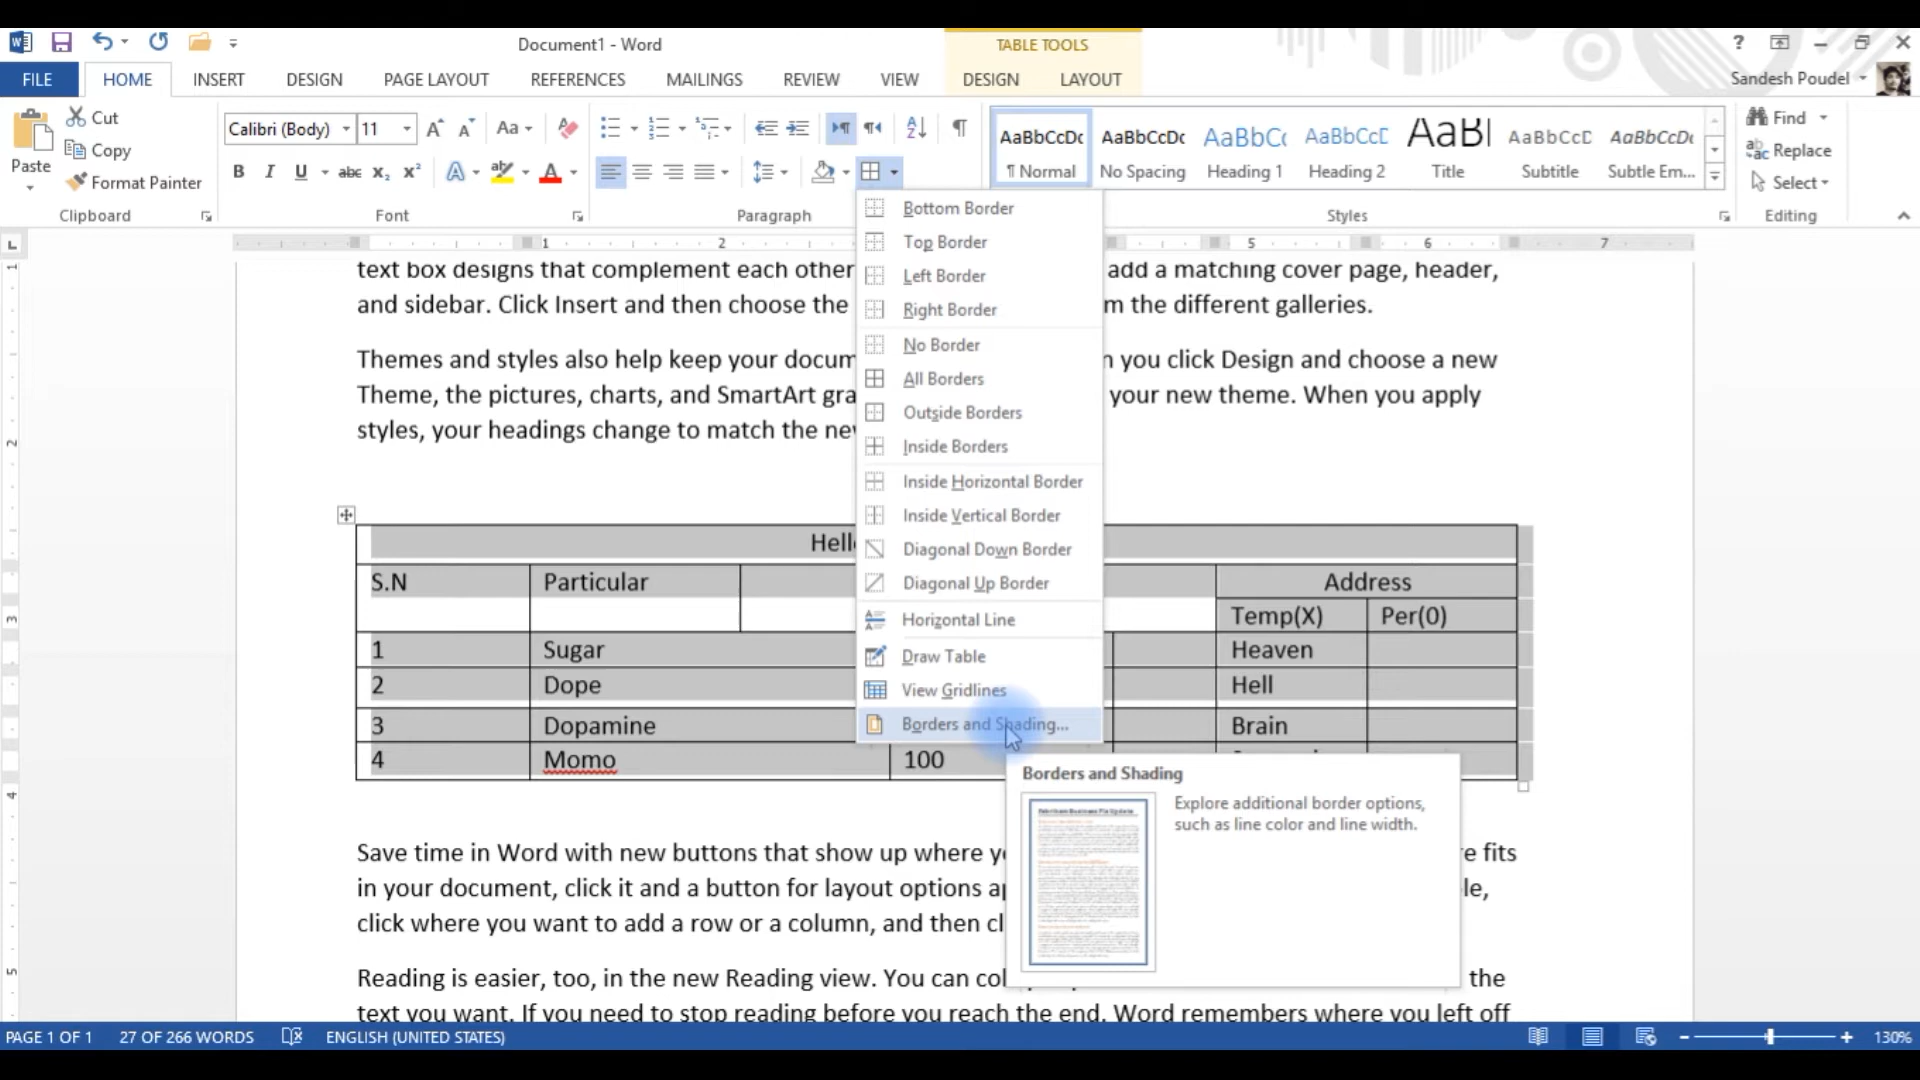 Document1 - Word
TABLE TOOLS
?
FILE
HOME
INSERT
DESIGN
PAGE LAYOUT
REFERENCES
MAILINGS
REVIEW
VIEW
DESIGN
LAYOUT
Sandesh Poudel
Paste
Cut
Copy
Format Painter
Clipboard
Calibri (Body)
11
Font
Paragraph
AaBbCcDc
¶ Normal
AaBbCcDc
No Spacing
AaBbC
Heading 1
AaBbCcD
Heading 2
AaB
Title
AaBbCcD
Subtitle
AaBbCcDc
Subtle Em...
Styles
Find
Replace
Select
Editing
1 2 5 6 7
Bottom Border
Top Border
Left Border
Right Border
No Border
All Borders
Outside Borders
Inside Borders
Inside Horizontal Border
Inside Vertical Border
Diagonal Down Border
Diagonal Up Border
Horizontal Line
Draw Table
View Gridlines
Borders and Shading...
Borders and Shading
Explore additional border options,
such as line color and line width.
text box designs that complement each other add a matching cover page, header,
and sidebar. Click Insert and then choose the m the different galleries.
Themes and styles also help keep your docum n you click Design and choose a new
Theme, the pictures, charts, and SmartArt gra your new theme. When you apply
styles, your headings change to match the ne
Hell
S.N Particular Address
Temp(X) Per(0)
1 Sugar Heaven
2 Dope Hell
3 Dopamine Brain
4 Momo 100
Save time in Word with new buttons that show up where y e fits
in your document, click it and a button for layout options a le,
click where you want to add a row or a column, and then cl
Reading is easier, too, in the new Reading view. You can co the
text you want. If you need to stop reading before you reach the end, Word remembers where you left off
PAGE 1 OF 1
27 OF 266 WORDS
ENGLISH (UNITED STATES)
130%